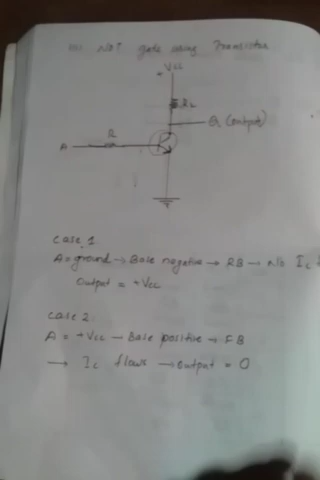 NOT gate using Transistor
+Vcc
RL
Q (output)
R
A
Case 1
A=ground → Base negative → RB → No Ic
Output = +Vcc
Case 2:
A = +Vcc → Base positive → FB
→ Ic flows → output = 0